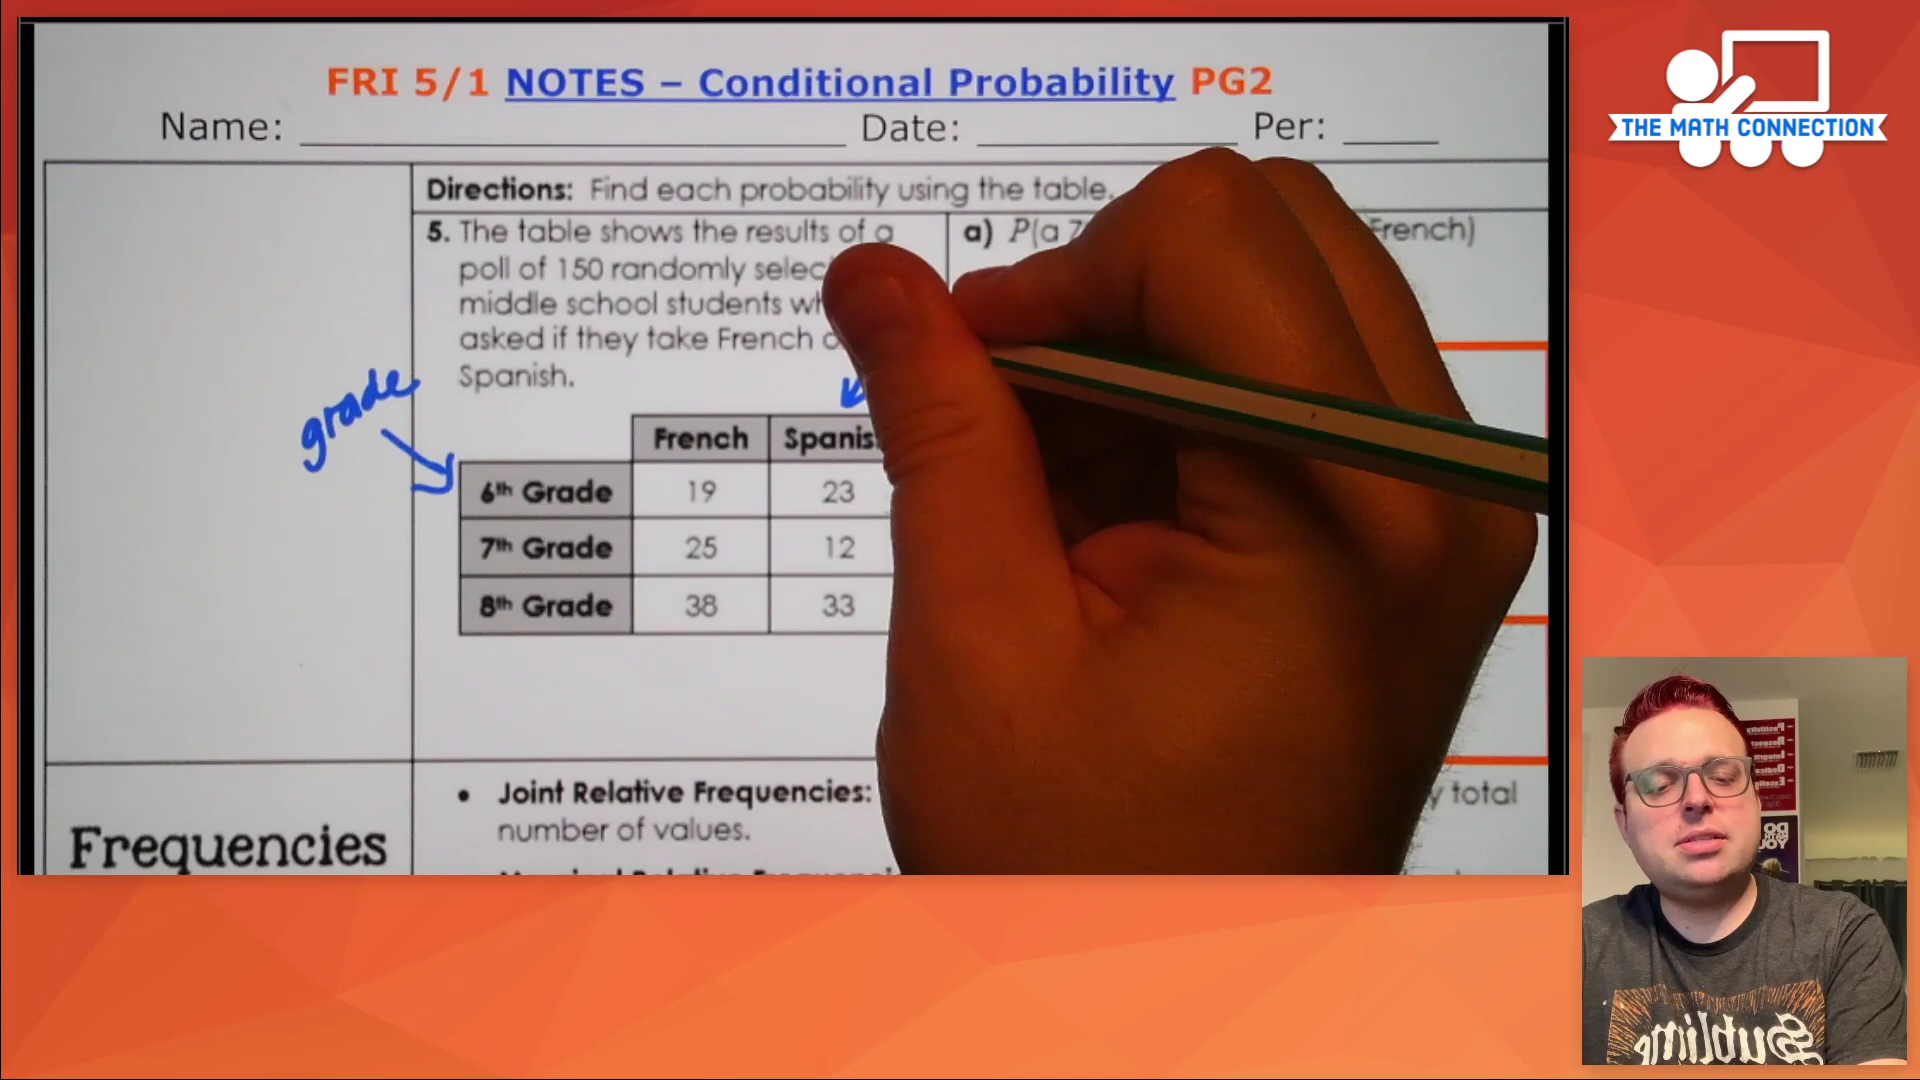 FRI 5/1 NOTES – Conditional Probability PG2
Name: Date: Per:
Directions: Find each probability using the table.
5. The table shows the results of a
poll of 150 randomly
middle school students
asked if they take French
Spanish.
a) P(a French)
grade
French
6th Grade 19 23
7th Grade 25 12
8th Grade 38 33
Frequencies
• Joint Relative Frequencies: total
number of values.
THE MATH CONNECTION
Sublime